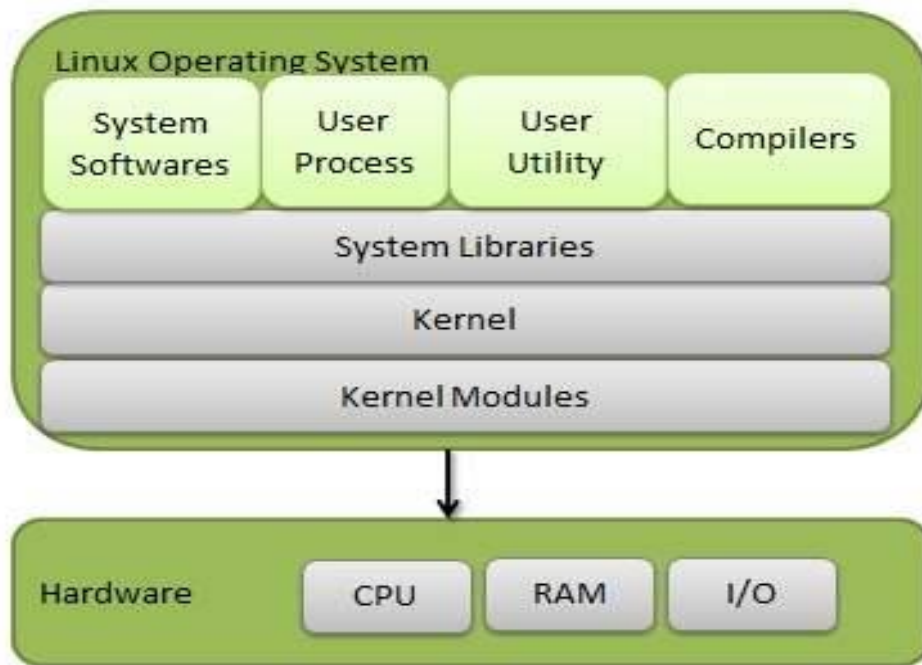 Linux Operating System
System
Softwares
User
Process
User
Utility
Compilers
System Libraries
Kernel
Kernel Modules
Hardware
CPU
RAM
I/O